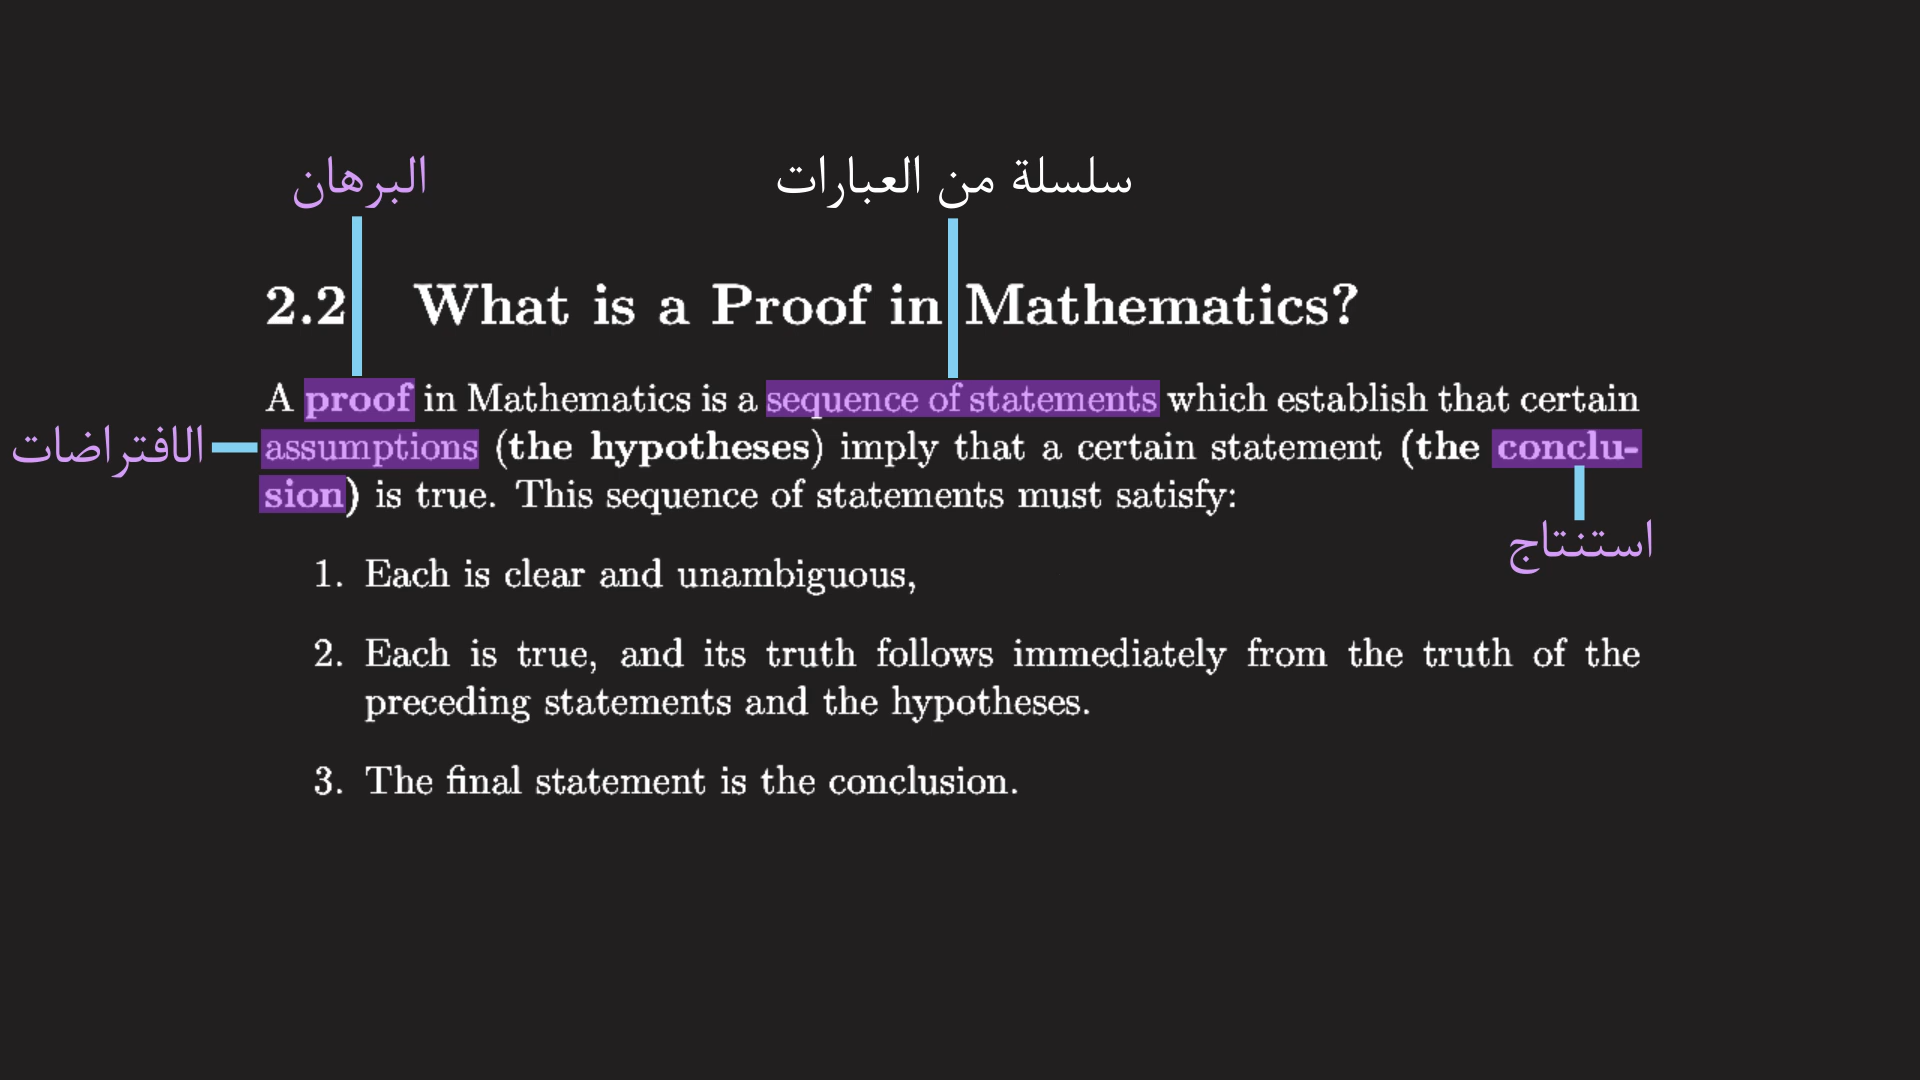 البرهان
سلسلة من العبارات
2.2 What is a Proof in Mathematics?
A proof in Mathematics is a sequence of statements which establish that certain
الافتراضات
assumptions (the hypotheses) imply that a certain statement (the conclu-
sion) is true. This sequence of statements must satisfy:
استنتاج
1. Each is clear and unambiguous,
2. Each is true, and its truth follows immediately from the truth of the
preceding statements and the hypotheses.
3. The final statement is the conclusion.